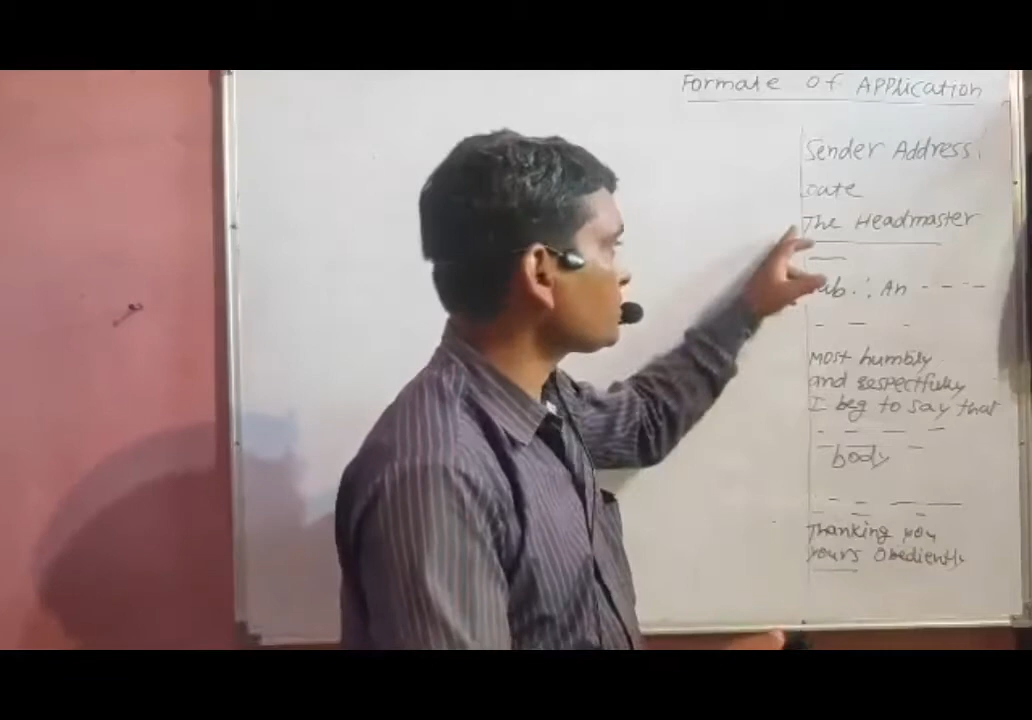 Formate Of Application
Sender Address.
Date
The Headmaster
Sub : An - - - -
Most humbly
and respectfully
I beg to say that
body
Thanking you
yours Obediently